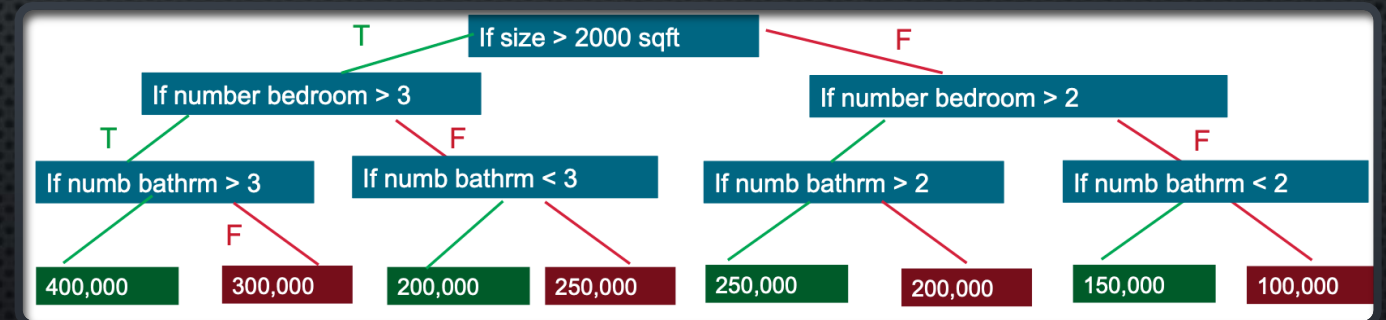 T
If size > 2000 sqft
F
If number bedroom > 3
If number bedroom > 2
T
F
F
If numb bathrm > 3
If numb bathrm < 3
If numb bathrm > 2
If numb bathrm < 2
F
400,000
300,000
200,000
250,000
250,000
200,000
150,000
100,000